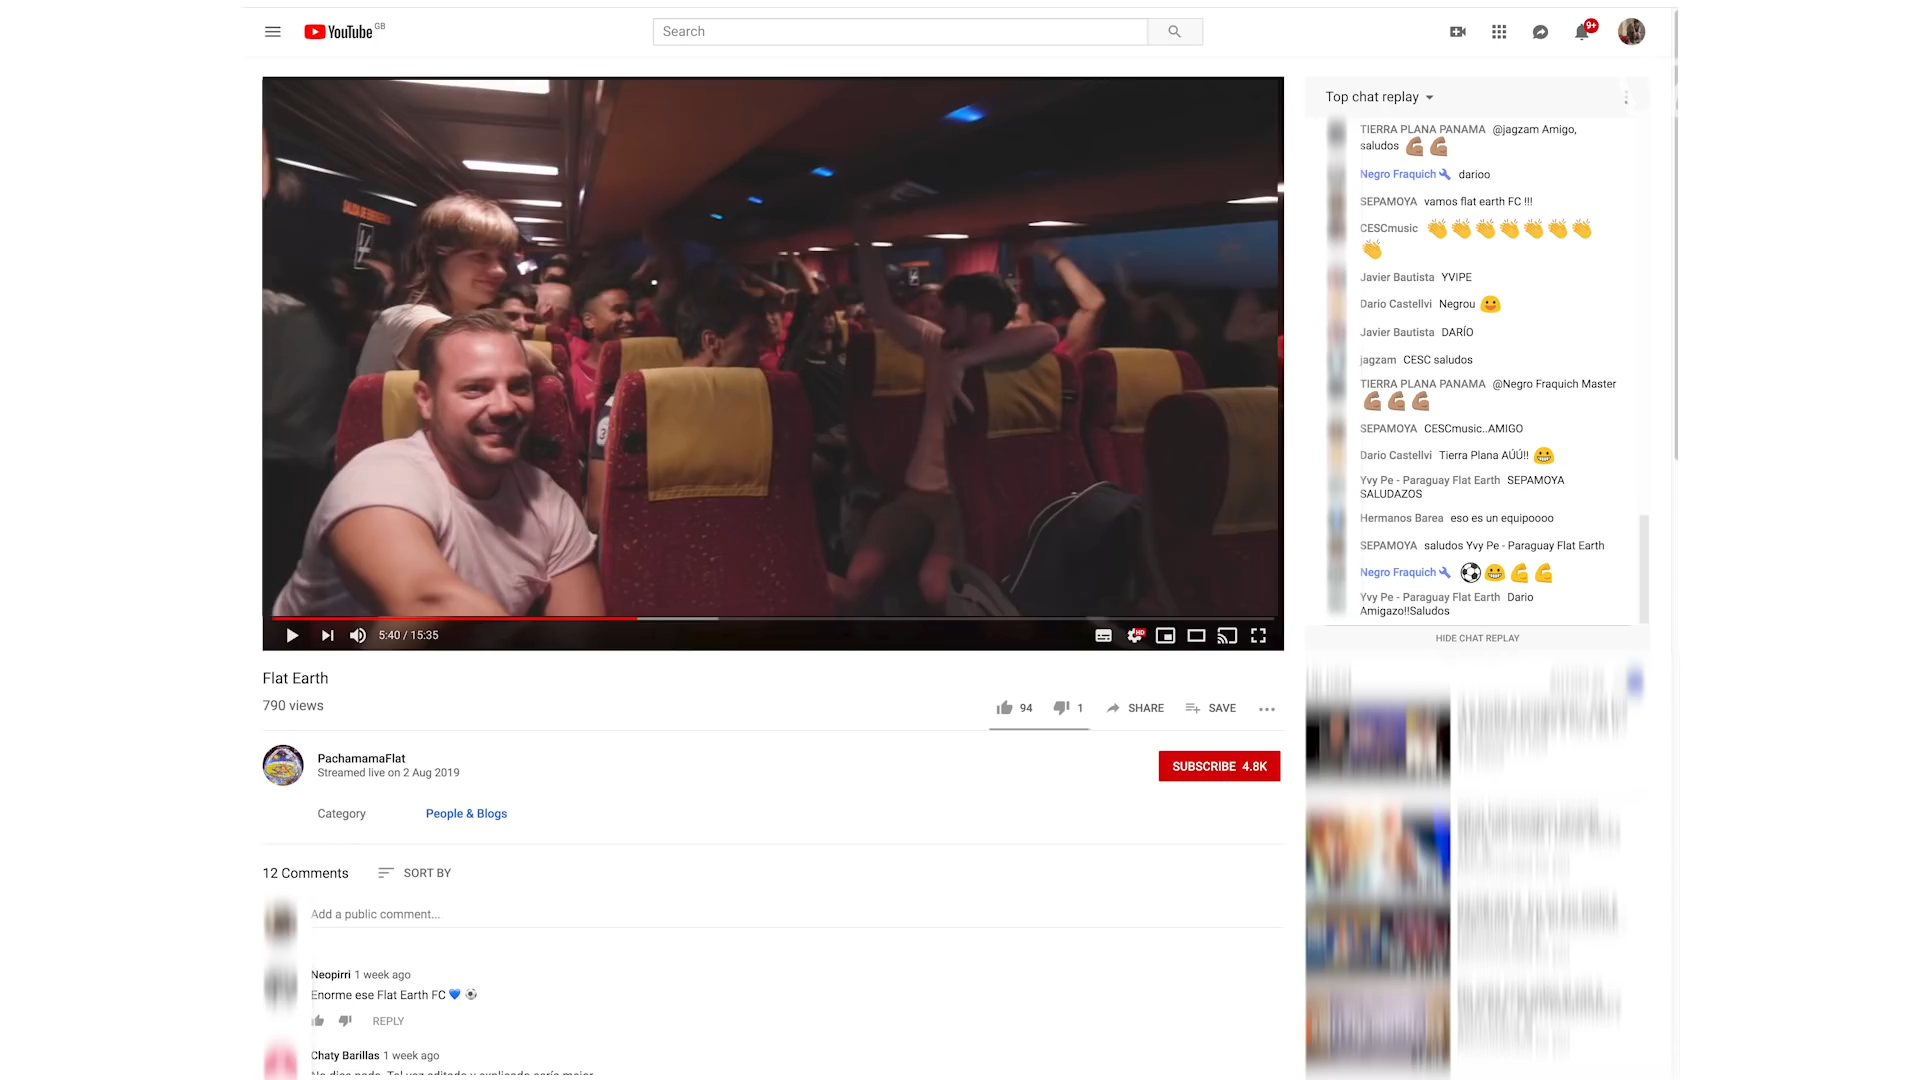 YouTube GB
Search
9+
SALIDA DE EMERGENCIA
5:40 / 15:35
HD
Flat Earth
790 views
94
1
SHARE
SAVE
PachamamaFlat
Streamed live on 2 Aug 2019
SUBSCRIBE 4.8K
Category
People & Blogs
12 Comments
SORT BY
Add a public comment...
Neopirri 1 week ago
Enorme ese Flat Earth FC 💙 ⚽
REPLY
Chaty Barillas 1 week ago
Top chat replay
TIERRA PLANA PANAMA @jagzam Amigo,
saludos 💪🏽 💪🏽
Negro Fraquich darioo
SEPAMOYA vamos flat earth FC !!!
CESCmusic 👏👏👏👏👏👏👏
👏
Javier Bautista YVIPE
Dario Castellvi Negrou 😀
Javier Bautista DARÍO
jagzam CESC saludos
TIERRA PLANA PANAMA @Negro Fraquich Master
💪🏽 💪🏽 💪🏽
SEPAMOYA CESCmusic..AMIGO
Dario Castellvi Tierra Plana AÚÚ!! 😬
Yvy Pe - Paraguay Flat Earth SEPAMOYA
SALUDAZOS
Hermanos Barea eso es un equipoooo
SEPAMOYA saludos Yvy Pe - Paraguay Flat Earth
Negro Fraquich ⚽😬💪💪
Yvy Pe - Paraguay Flat Earth Dario
Amigazo!!Saludos
HIDE CHAT REPLAY